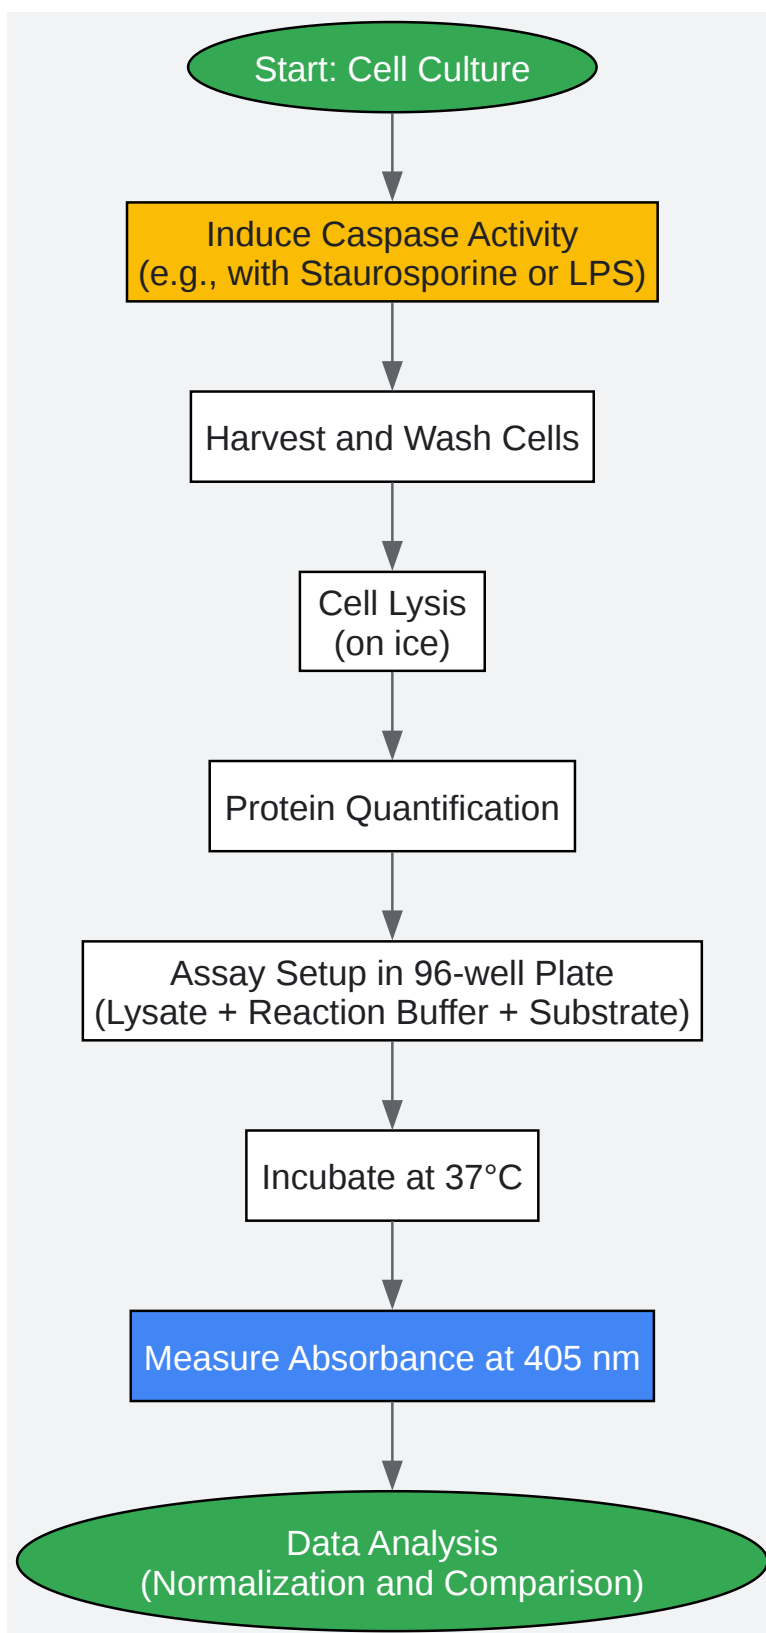 Start: Cell Culture
Induce Caspase Activity
(e.g., with Staurosporine or LPS)
Harvest and Wash Cells
Cell Lysis
(on ice)
Protein Quantification
Assay Setup in 96-well Plate
(Lysate + Reaction Buffer + Substrate)
Incubate at 37°C
Measure Absorbance at 405 nm
Data Analysis
(Normalization and Comparison)